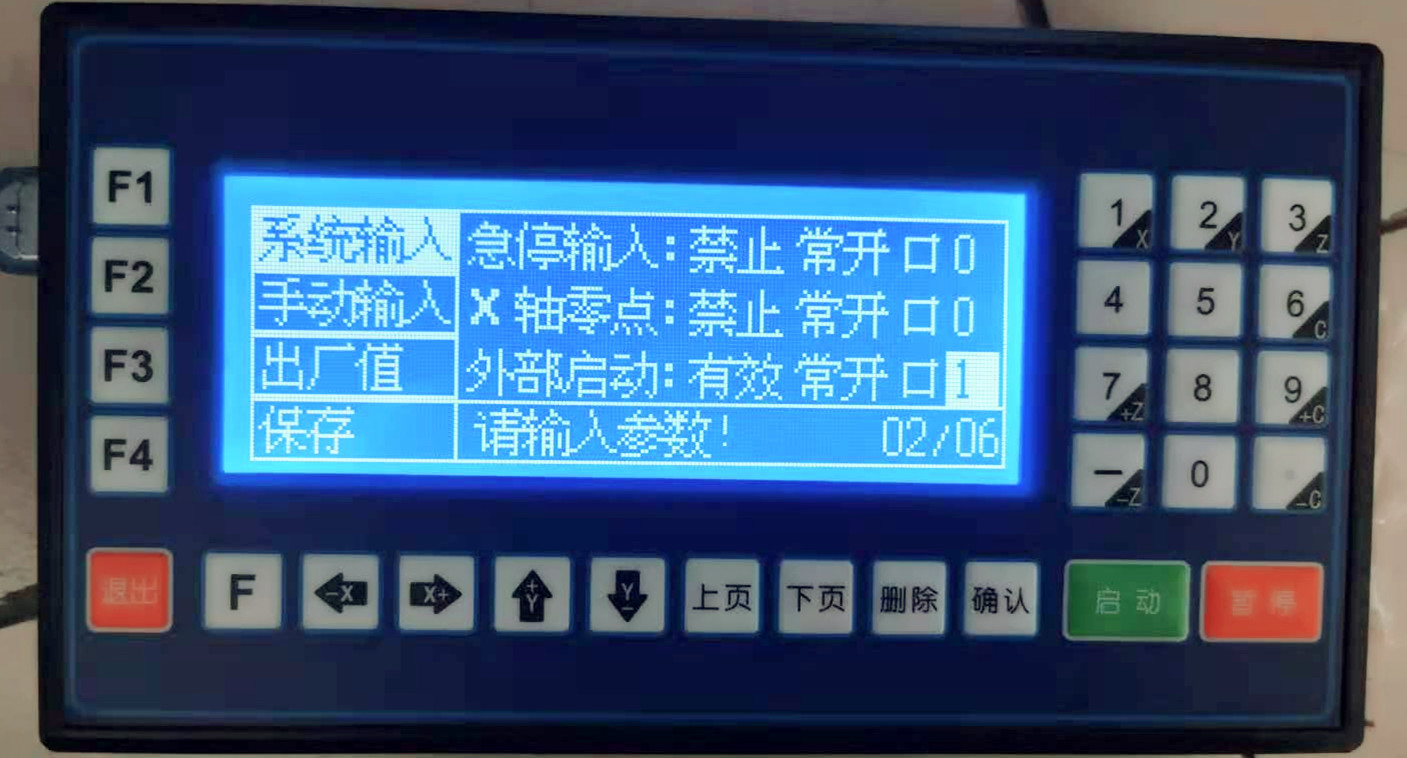 F1
F2
F3
F4
系统输入
急停输入:禁止 常开 口 0
手动输入
X 轴零点:禁止 常开 口 0
出厂值
外部启动:有效 常开 口 1
保存
请输入参数!
02/06
1 X
2 Y
3 Z
4
5
6 C
7 +Z
8
9 +C
— -Z
0
. -C
退出
F
-X
X+
+Y
Y-
上页
下页
删除
确认
启动
暂停